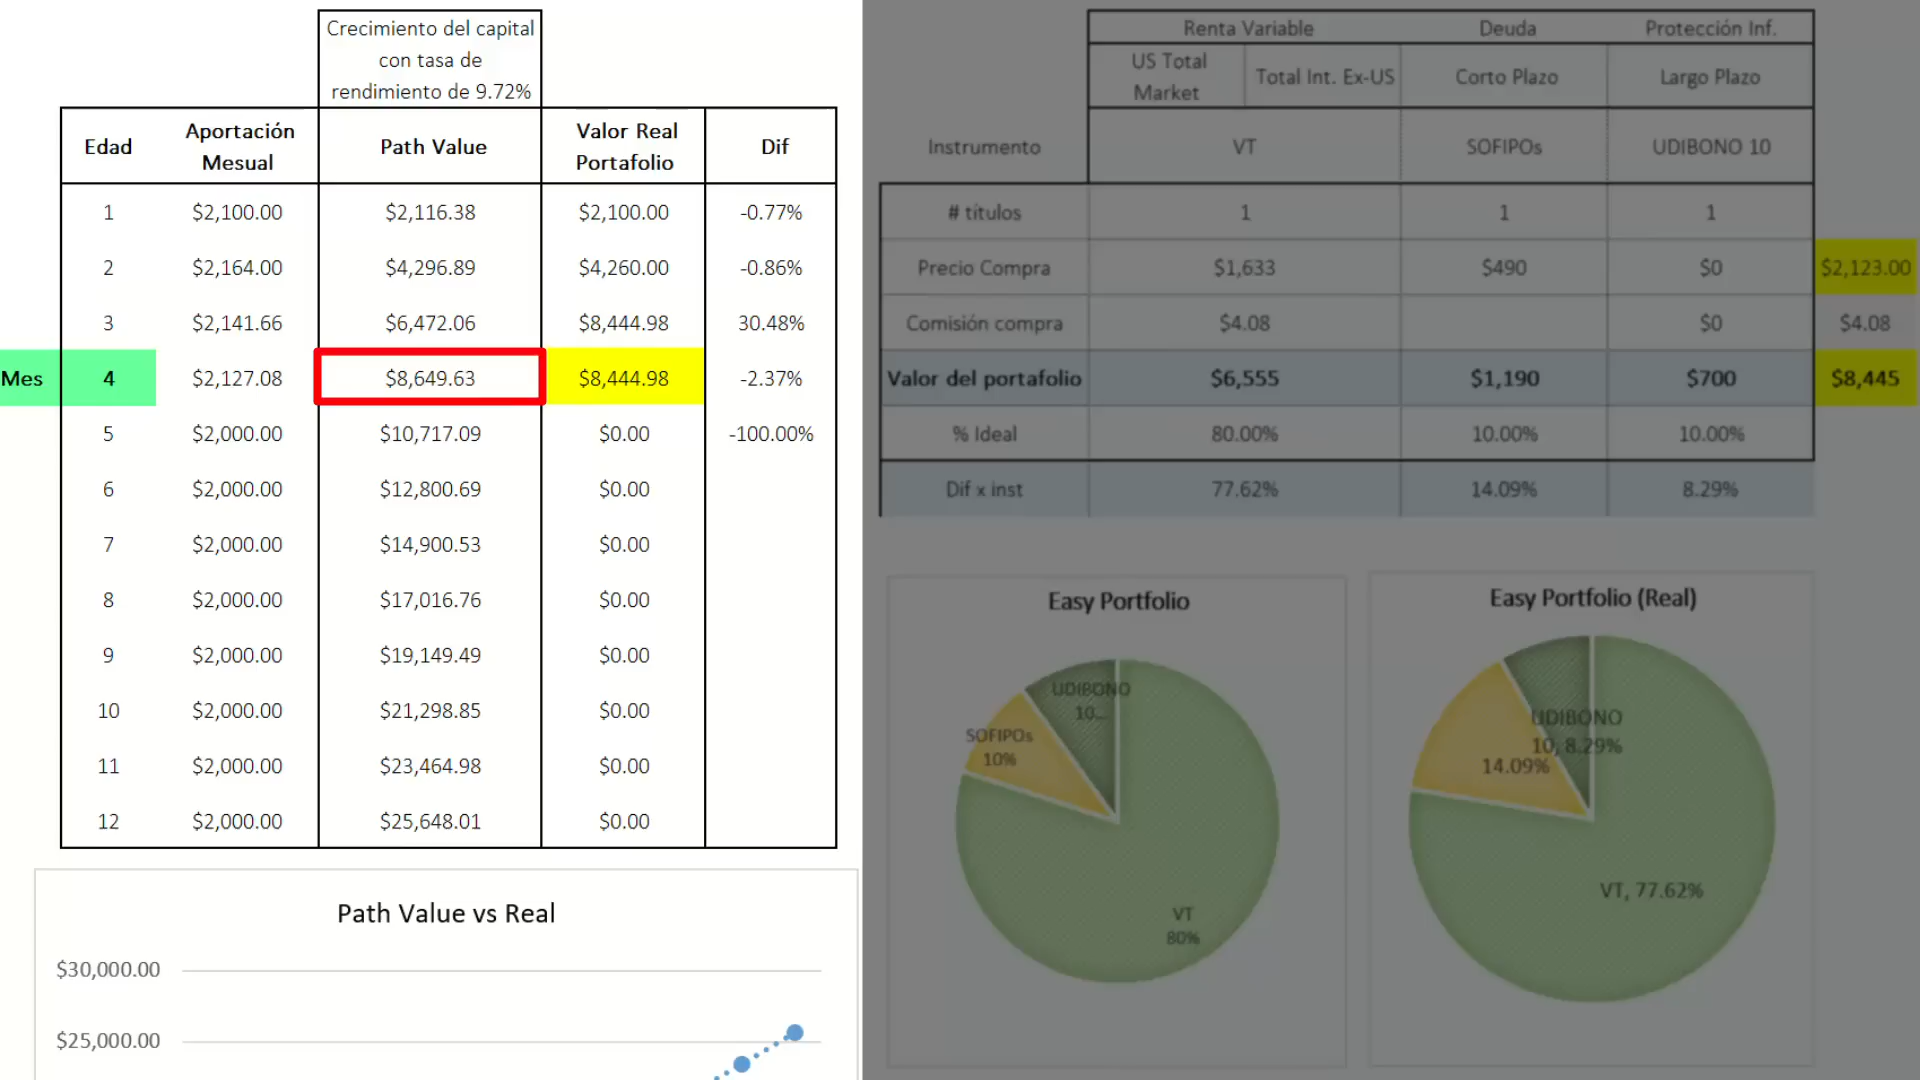 Crecimiento del capital
con tasa de
rendimiento de 9.72%
Edad Aportación Mesual Path Value Valor Real Portafolio Dif
1 $2,100.00 $2,116.38 $2,100.00 -0.77%
2 $2,164.00 $4,296.89 $4,260.00 -0.86%
3 $2,141.66 $6,472.06 $8,444.98 30.48%
Mes 4 $2,127.08 $8,649.63 $8,444.98 -2.37%
5 $2,000.00 $10,717.09 $0.00 -100.00%
6 $2,000.00 $12,800.69 $0.00
7 $2,000.00 $14,900.53 $0.00
8 $2,000.00 $17,016.76 $0.00
9 $2,000.00 $19,149.49 $0.00
10 $2,000.00 $21,298.85 $0.00
11 $2,000.00 $23,464.98 $0.00
12 $2,000.00 $25,648.01 $0.00
Path Value vs Real
$30,000.00
$25,000.00
Renta Variable Deuda Protección Inf.
US Total Market Total Int. Ex-US Corto Plazo Largo Plazo
Instrumento VT SOFIPOs UDIBONO 10
# títulos 1 1 1
Precio Compra $1,633 $490 $0 $2,123.00
Comisión compra $4.08 $0 $4.08
Valor del portafolio $6,555 $1,190 $700 $8,445
% Ideal 80.00% 10.00% 10.00%
Dif x inst 77.62% 14.09% 8.29%
Easy Portfolio
UDIBONO
10...
SOFIPOs
10%
VT
80%
Easy Portfolio (Real)
UDIBONO
10, 8.29%
14.09%
VT, 77.62%